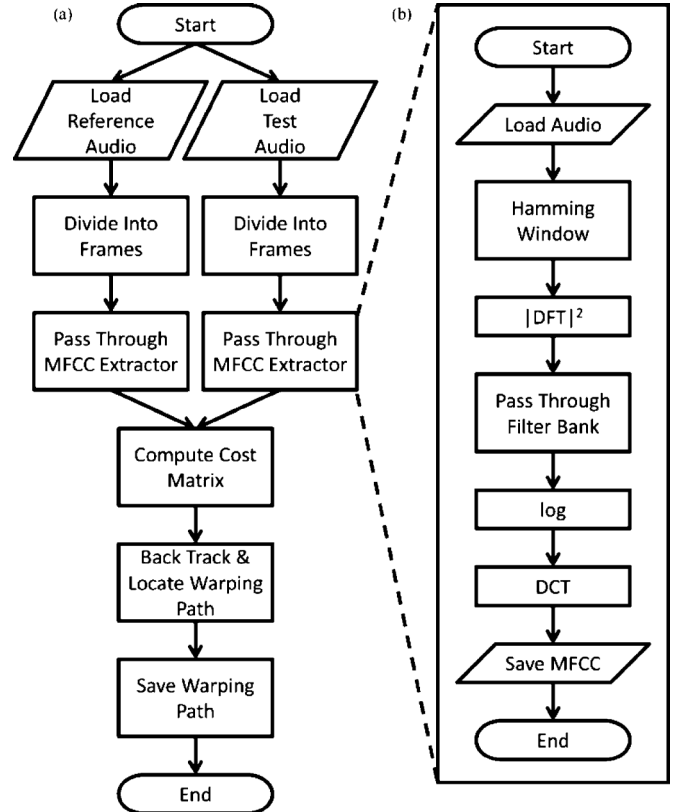 (a)
Start
Load
Reference
Audio
Load
Test
Audio
Divide Into
Frames
Divide Into
Frames
Pass Through
MFCC Extractor
Pass Through
MFCC Extractor
Compute Cost
Matrix
Back Track &
Locate Warping
Path
Save Warping
Path
End
(b)
Start
Load Audio
Hamming
Window
|DFT|²
Pass Through
Filter Bank
log
DCT
Save MFCC
End